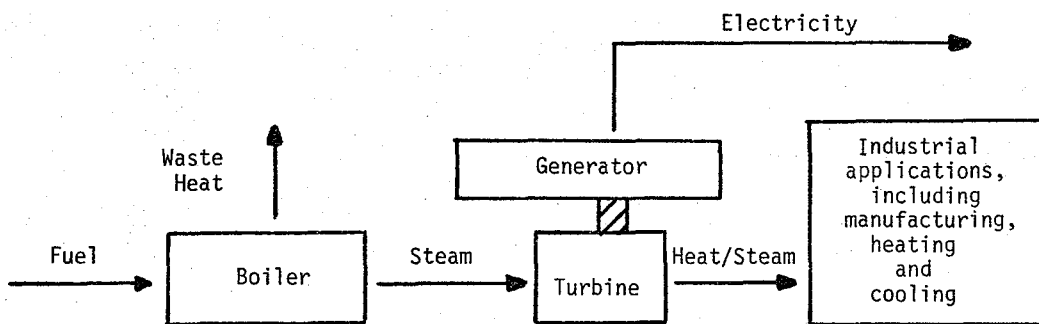 Electricity
Waste
Heat
Generator
Fuel
Boiler
Steam
Turbine
Heat/Steam
Industrial
applications,
including
manufacturing,
heating
and
cooling